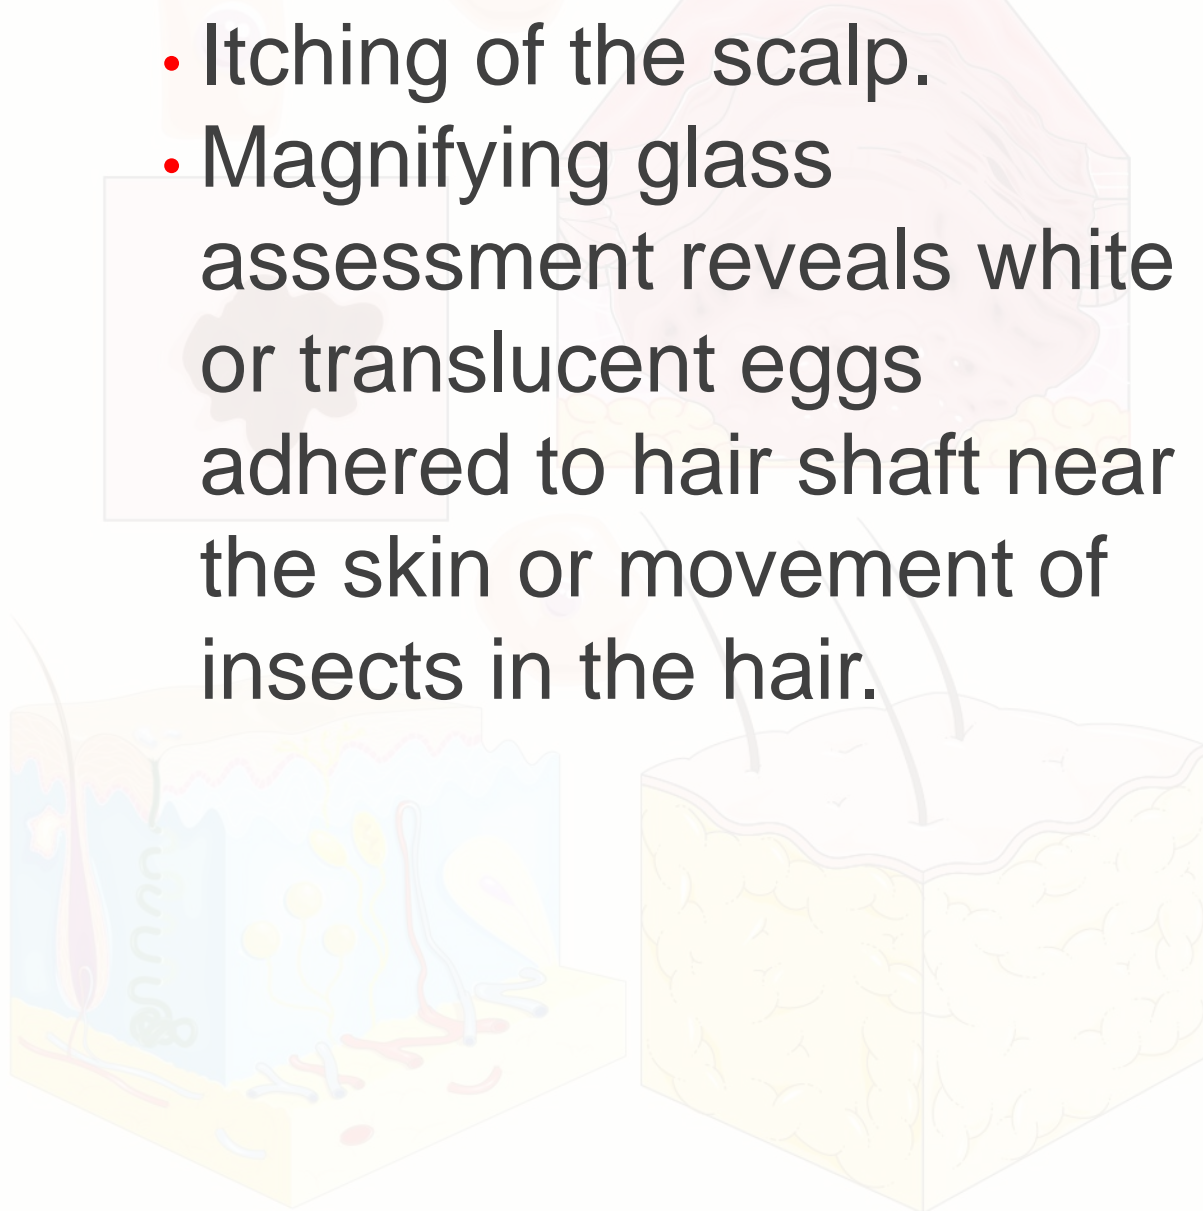 • Itching of the scalp.
• Magnifying glass
assessment reveals white
or translucent eggs
adhered to hair shaft near
the skin or movement of
insects in the hair.